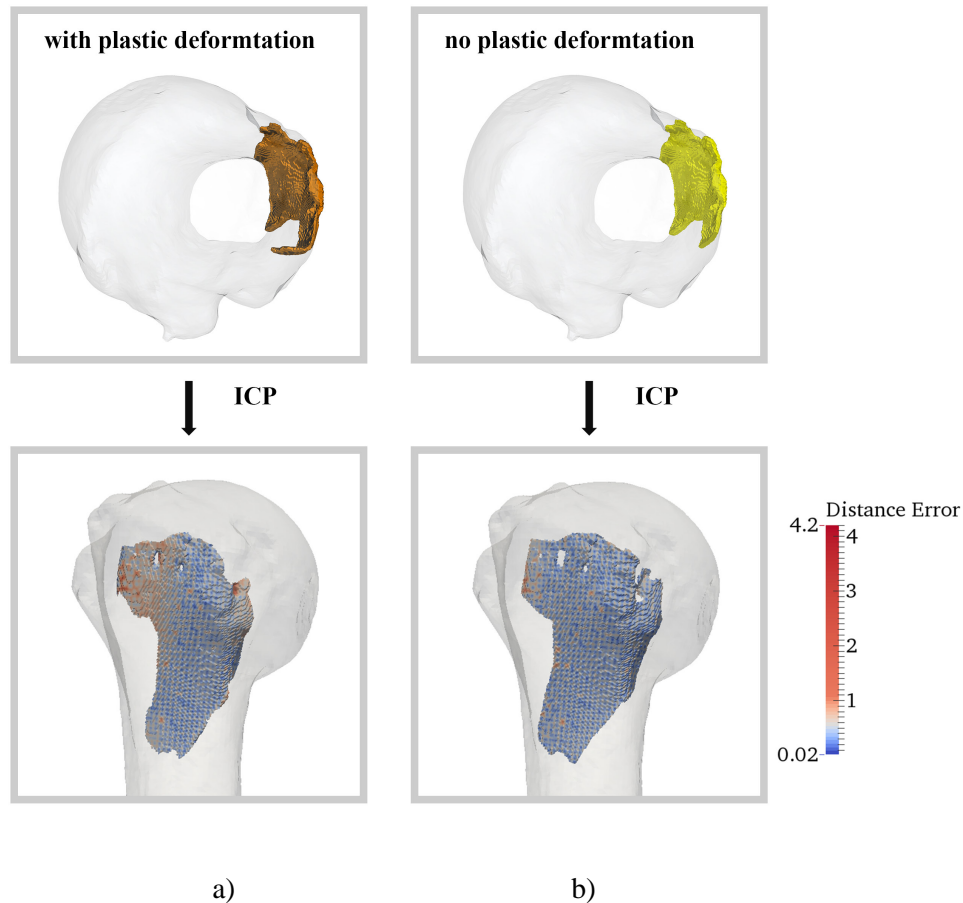 with plastic deformtation
no plastic deformtation
ICP
ICP
Distance Error
4.2
4
3
2
1
0.02
a)
b)